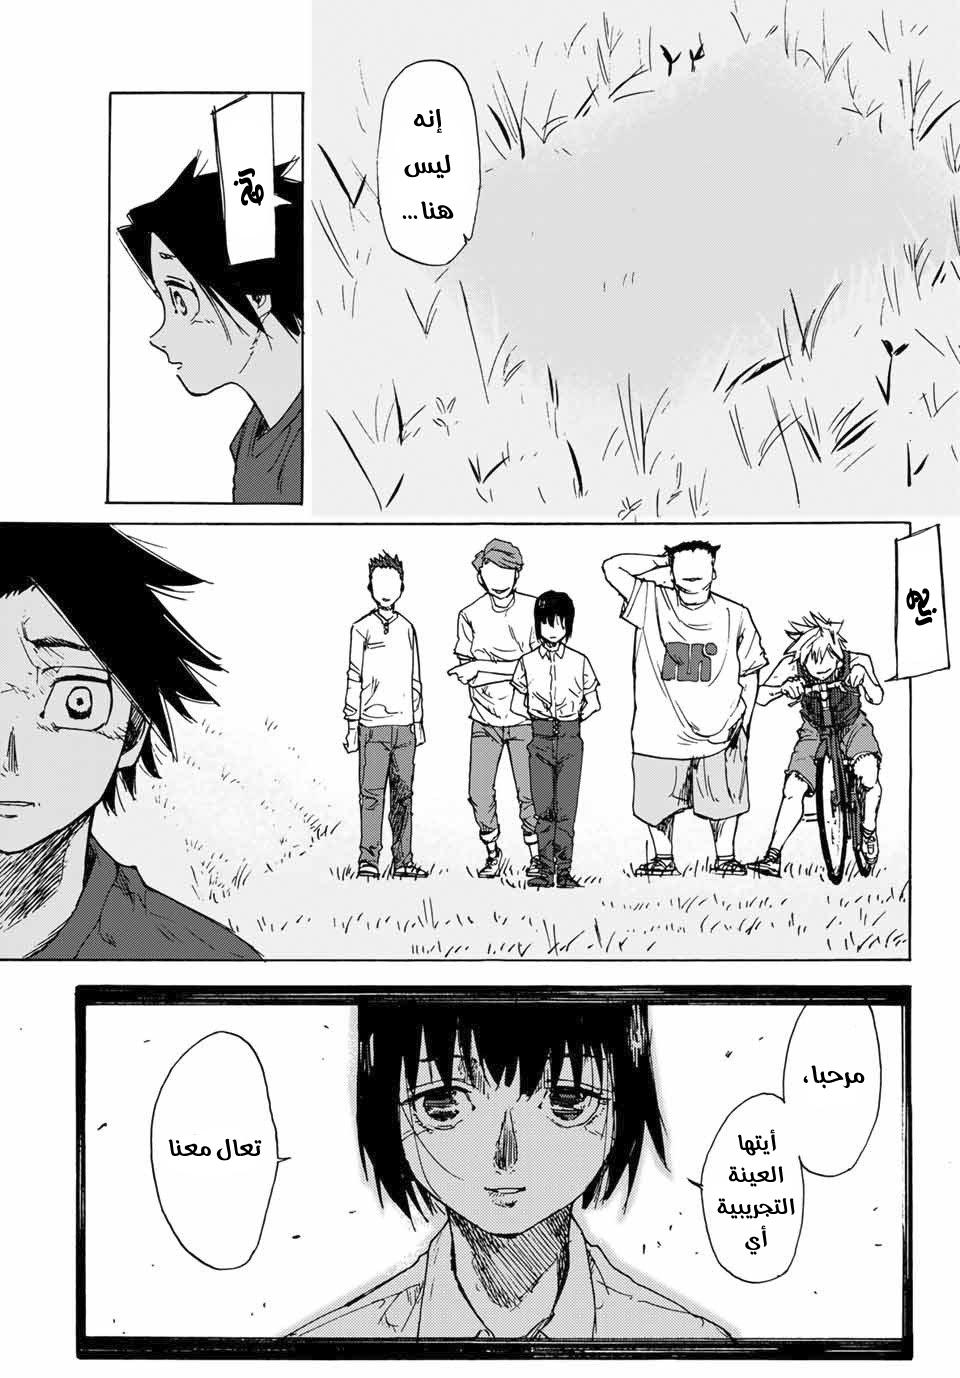 إنه
ليس
هنا ...
مرحبا،
أيتها
العينة
التجريبية
أي
تعال معنا